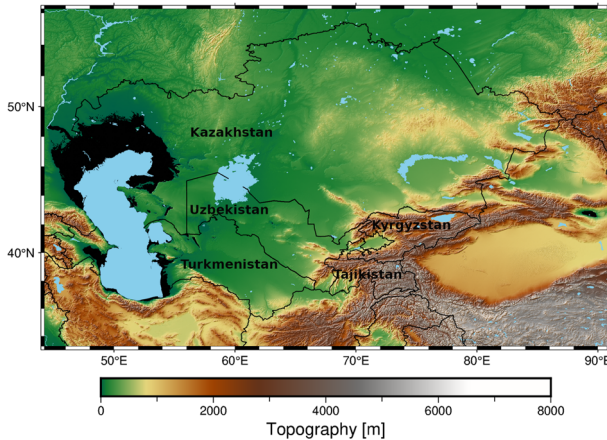 50°N
Kazakhstan
Uzbekistan
Kyrgyzstan
40°N
Turkmenistan
Tajikistan
50°E 60°E 70°E 80°E 90°E
0 2000 4000 6000 8000
Topography [m]